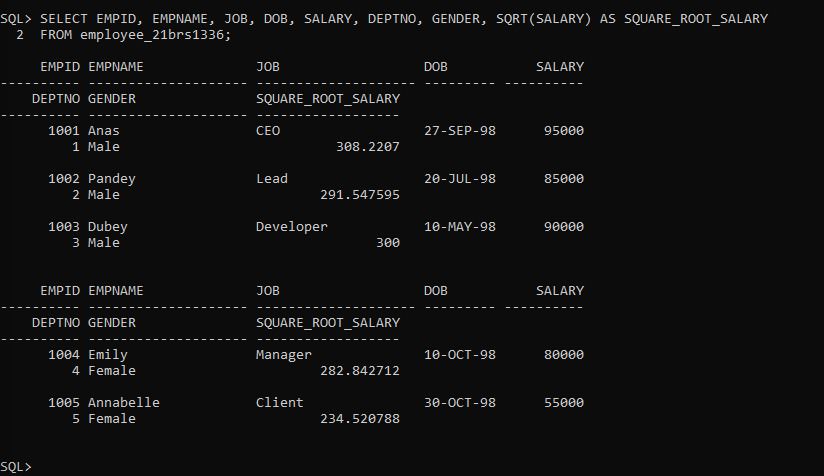 SQL> SELECT EMPID, EMPNAME, JOB, DOB, SALARY, DEPTNO, GENDER, SQRT(SALARY) AS SQUARE_ROOT_SALARY
  2  FROM employee_21brs1336;
     EMPID EMPNAME              JOB                  DOB           SALARY
---------- -------------------- -------------------- --------- ----------
    DEPTNO GENDER               SQUARE_ROOT_SALARY
---------- -------------------- ------------------
      1001 Anas                 CEO                  27-SEP-98      95000
         1 Male                           308.2207
      1002 Pandey               Lead                 20-JUL-98      85000
         2 Male                         291.547595
      1003 Dubey                Developer            10-MAY-98      90000
         3 Male                                300
     EMPID EMPNAME              JOB                  DOB           SALARY
---------- -------------------- -------------------- --------- ----------
    DEPTNO GENDER               SQUARE_ROOT_SALARY
---------- -------------------- ------------------
      1004 Emily                Manager              10-OCT-98      80000
         4 Female                       282.842712
      1005 Annabelle            Client               30-OCT-98      55000
         5 Female                       234.520788
SQL>